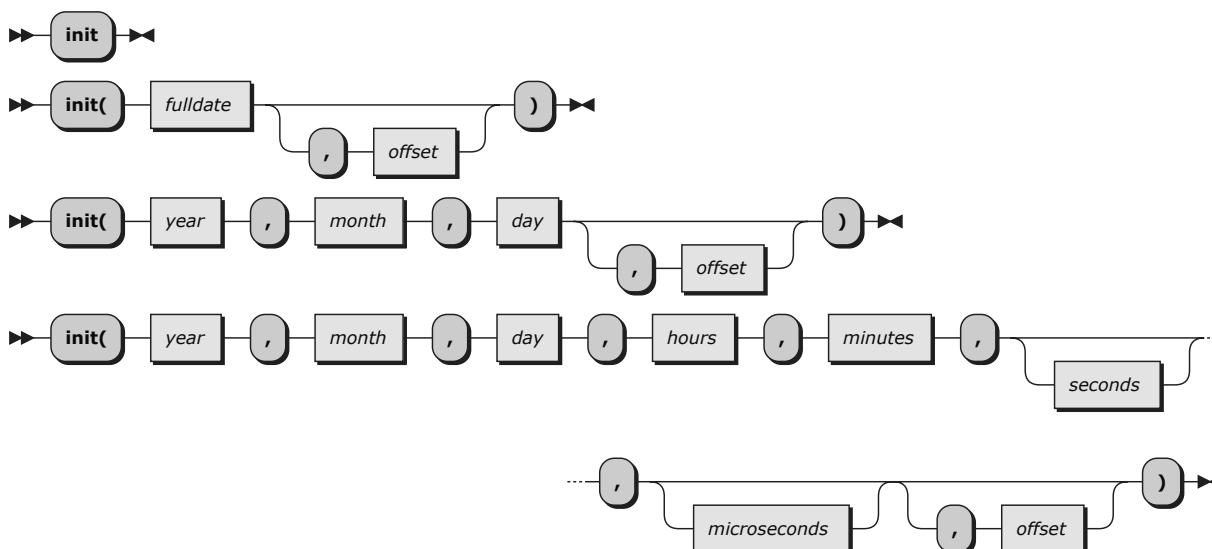 init
init( fulldate )
, offset
init( year , month , day )
, offset
init( year , month , day , hours , minutes ,
seconds
, )
microseconds , offset